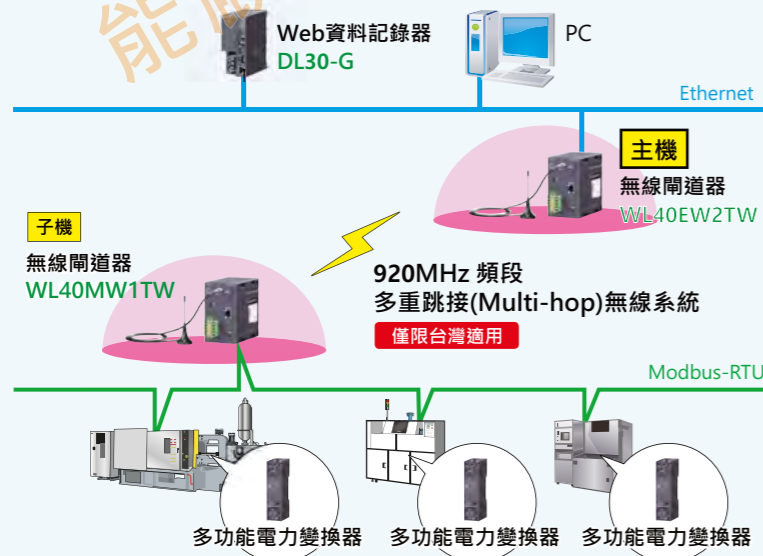 能
Web資料記錄器
DL30-G
PC
Ethernet
主機
無線閘道器
WL40EW2TW
子機
無線閘道器
WL40MW1TW
920MHz 頻段
多重跳接(Multi-hop)無線系統
僅限台灣適用
Modbus-RTU
多功能電力變換器
多功能電力變換器
多功能電力變換器